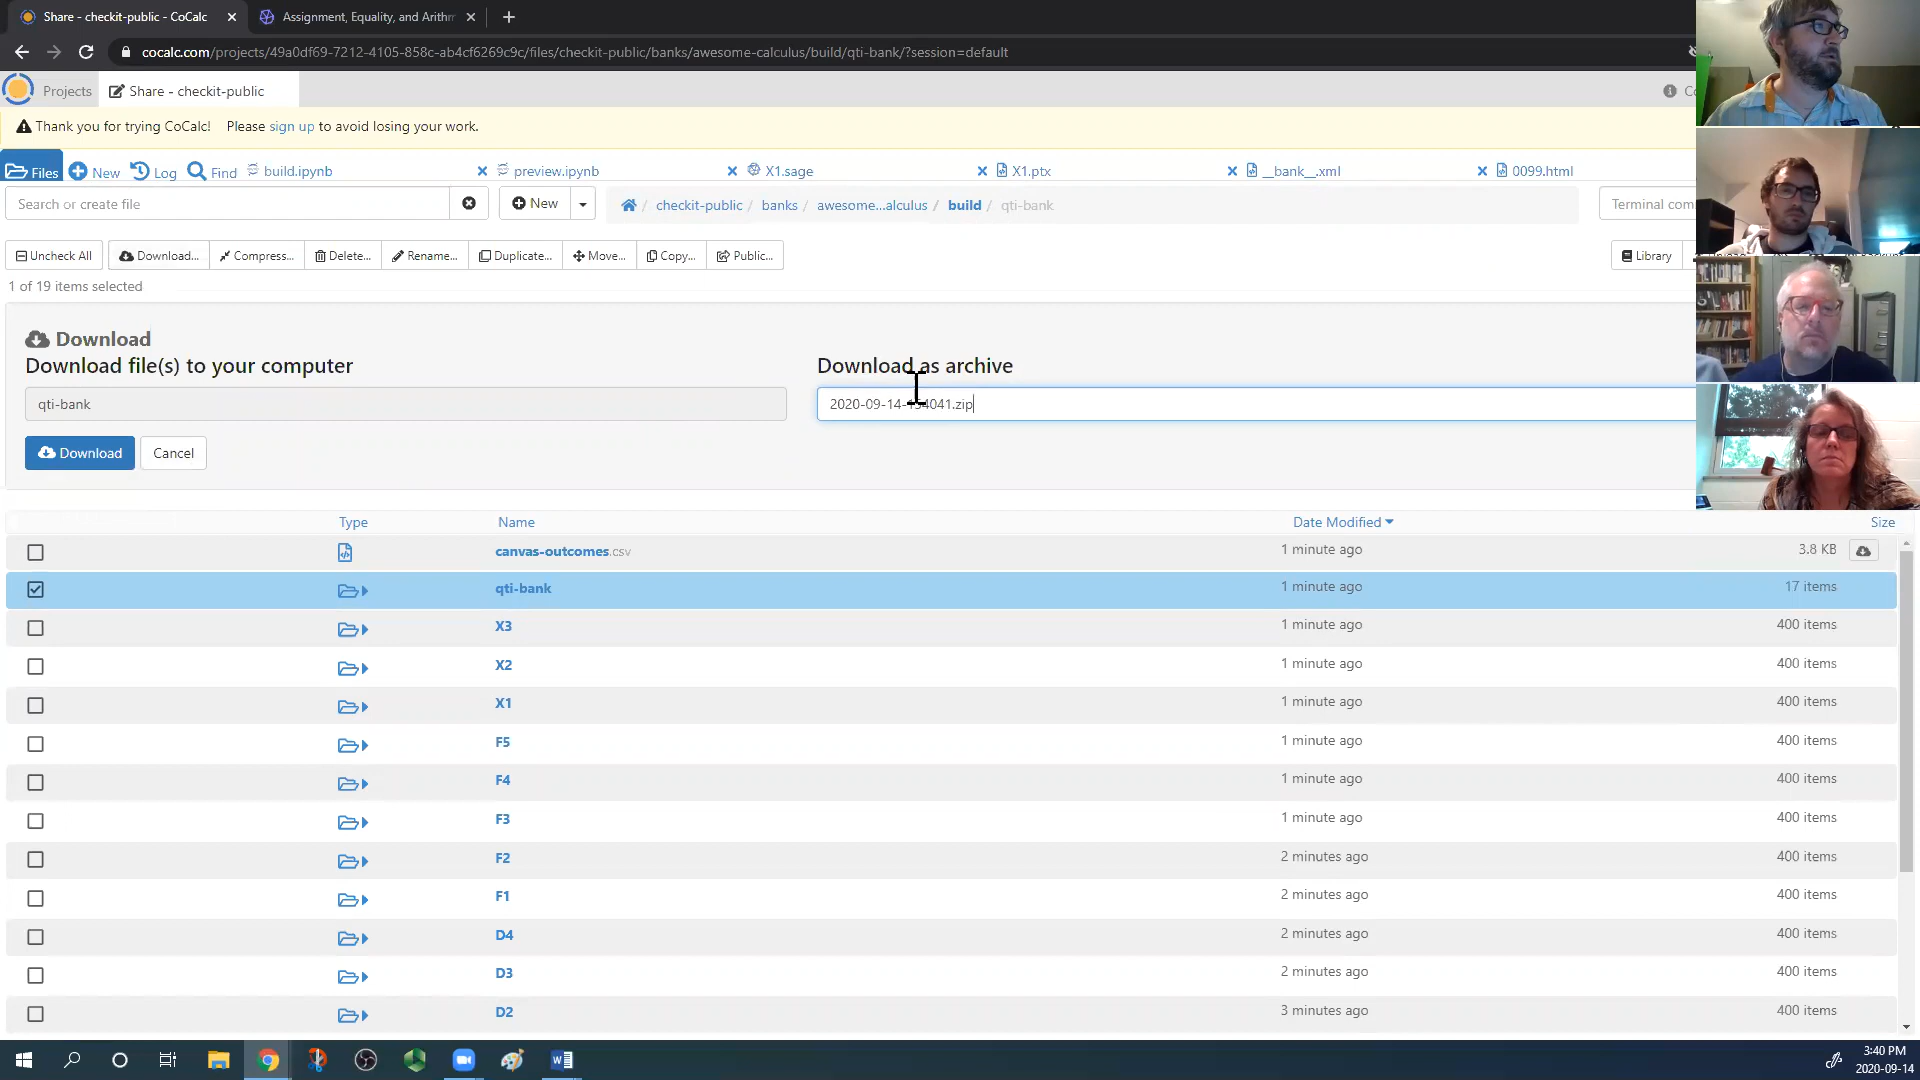 Share - checkit-public - CoCalc
Assignment, Equality, and Arithm
cocalc.com/projects/49a0df69-7212-4105-858c-ab4cf6269c9c/files/checkit-public/banks/awesome-calculus/build/qti-bank/?session=default
Projects
Share - checkit-public
Thank you for trying CoCalc! Please sign up to avoid losing your work.
Files
New
Log
Find
build.ipynb
preview.ipynb
X1.sage
X1.ptx
__bank__.xml
0099.html
Search or create file
New
/ checkit-public / banks / awesome...alculus / build / qti-bank
Terminal com
Uncheck All
Download...
Compress...
Delete...
Rename...
Duplicate...
Move...
Copy...
Public...
Library
1 of 19 items selected
Download
Download file(s) to your computer
Download as archive
qti-bank
Download
Cancel
Type Name Date Modified Size
canvas-outcomes.csv 1 minute ago 3.8 KB
qti-bank 1 minute ago 17 items
X3 1 minute ago 400 items
X2 1 minute ago 400 items
X1 1 minute ago 400 items
F5 1 minute ago 400 items
F4 1 minute ago 400 items
F3 1 minute ago 400 items
F2 2 minutes ago 400 items
F1 2 minutes ago 400 items
D4 2 minutes ago 400 items
D3 2 minutes ago 400 items
D2 3 minutes ago 400 items
3:40 PM
2020-09-14